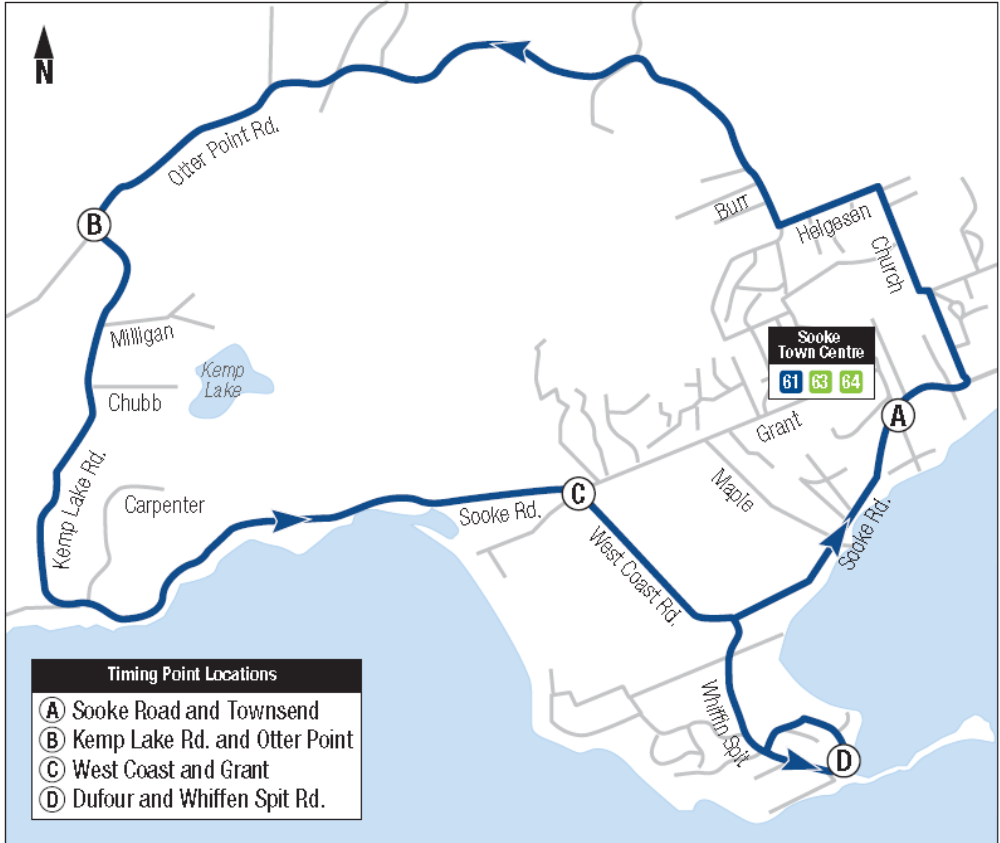 N
Otter Point Rd.
B
Burr
Helgesen
Church
Milligan
Kemp
Lake
Chubb
Sooke
Town Centre
61 63 64
A
Grant
Kemp Lake Rd.
Carpenter
C
Sooke Rd.
Maple
West Coast Rd.
Sooke Rd.
Whiffin Spit
D
Timing Point Locations
A Sooke Road and Townsend
B Kemp Lake Rd. and Otter Point
C West Coast and Grant
D Dufour and Whiffen Spit Rd.